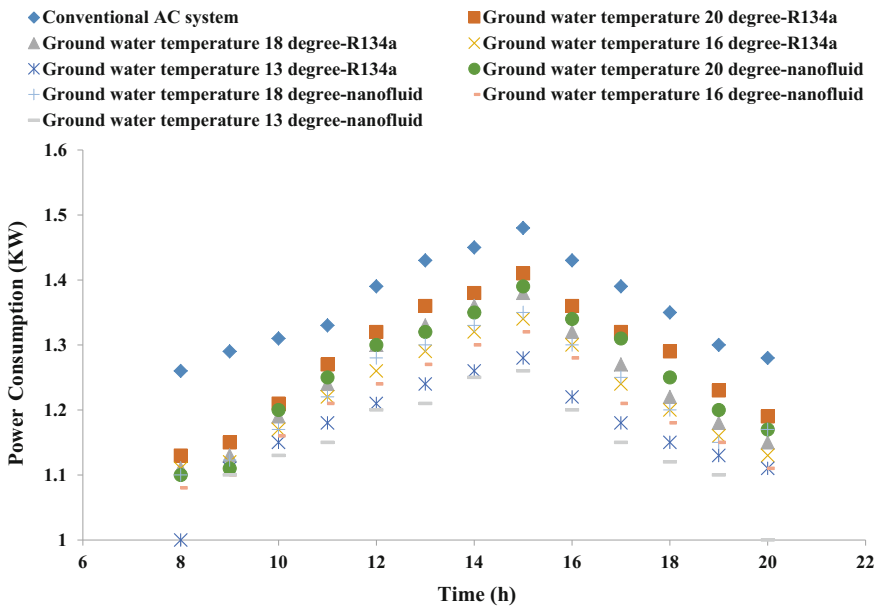 Conventional AC system
Ground water temperature 20 degree-R134a
Ground water temperature 18 degree-R134a
Ground water temperature 16 degree-R134a
Ground water temperature 13 degree-R134a
Ground water temperature 20 degree-nanofluid
Ground water temperature 18 degree-nanofluid
Ground water temperature 16 degree-nanofluid
Ground water temperature 13 degree-nanofluid
1.6
1.5
1.4
1.3
1.2
1.1
1
Power Consumption (KW)
6 8 10 12 14 16 18 20 22
Time (h)